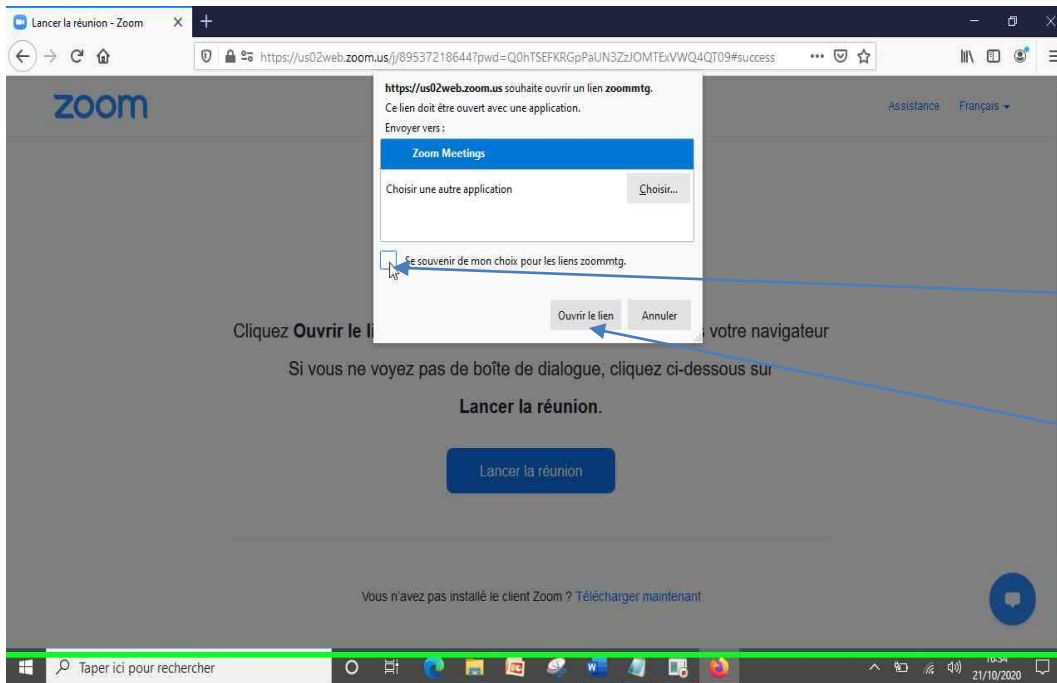 Lancer la réunion - Zoom
https://us02web.zoom.us/j/89537218644?pwd=Q0hTSEFKRGpPaUN3ZzJOMTExVWQ4QT09#success
zoom
Assistance Français
https://us02web.zoom.us souhaite ouvrir un lien zoommtg.
Ce lien doit être ouvert avec une application.
Envoyer vers :
Zoom Meetings
Choisir une autre application
Choisir...
Se souvenir de mon choix pour les liens zoommtg.
Ouvrir le lien Annuler
Cliquez Ouvrir le li votre navigateur
Si vous ne voyez pas de boîte de dialogue, cliquez ci-dessous sur
Lancer la réunion.
Lancer la réunion
Vous n'avez pas installé le client Zoom ? Télécharger maintenant
Taper ici pour rechercher
21/10/2020